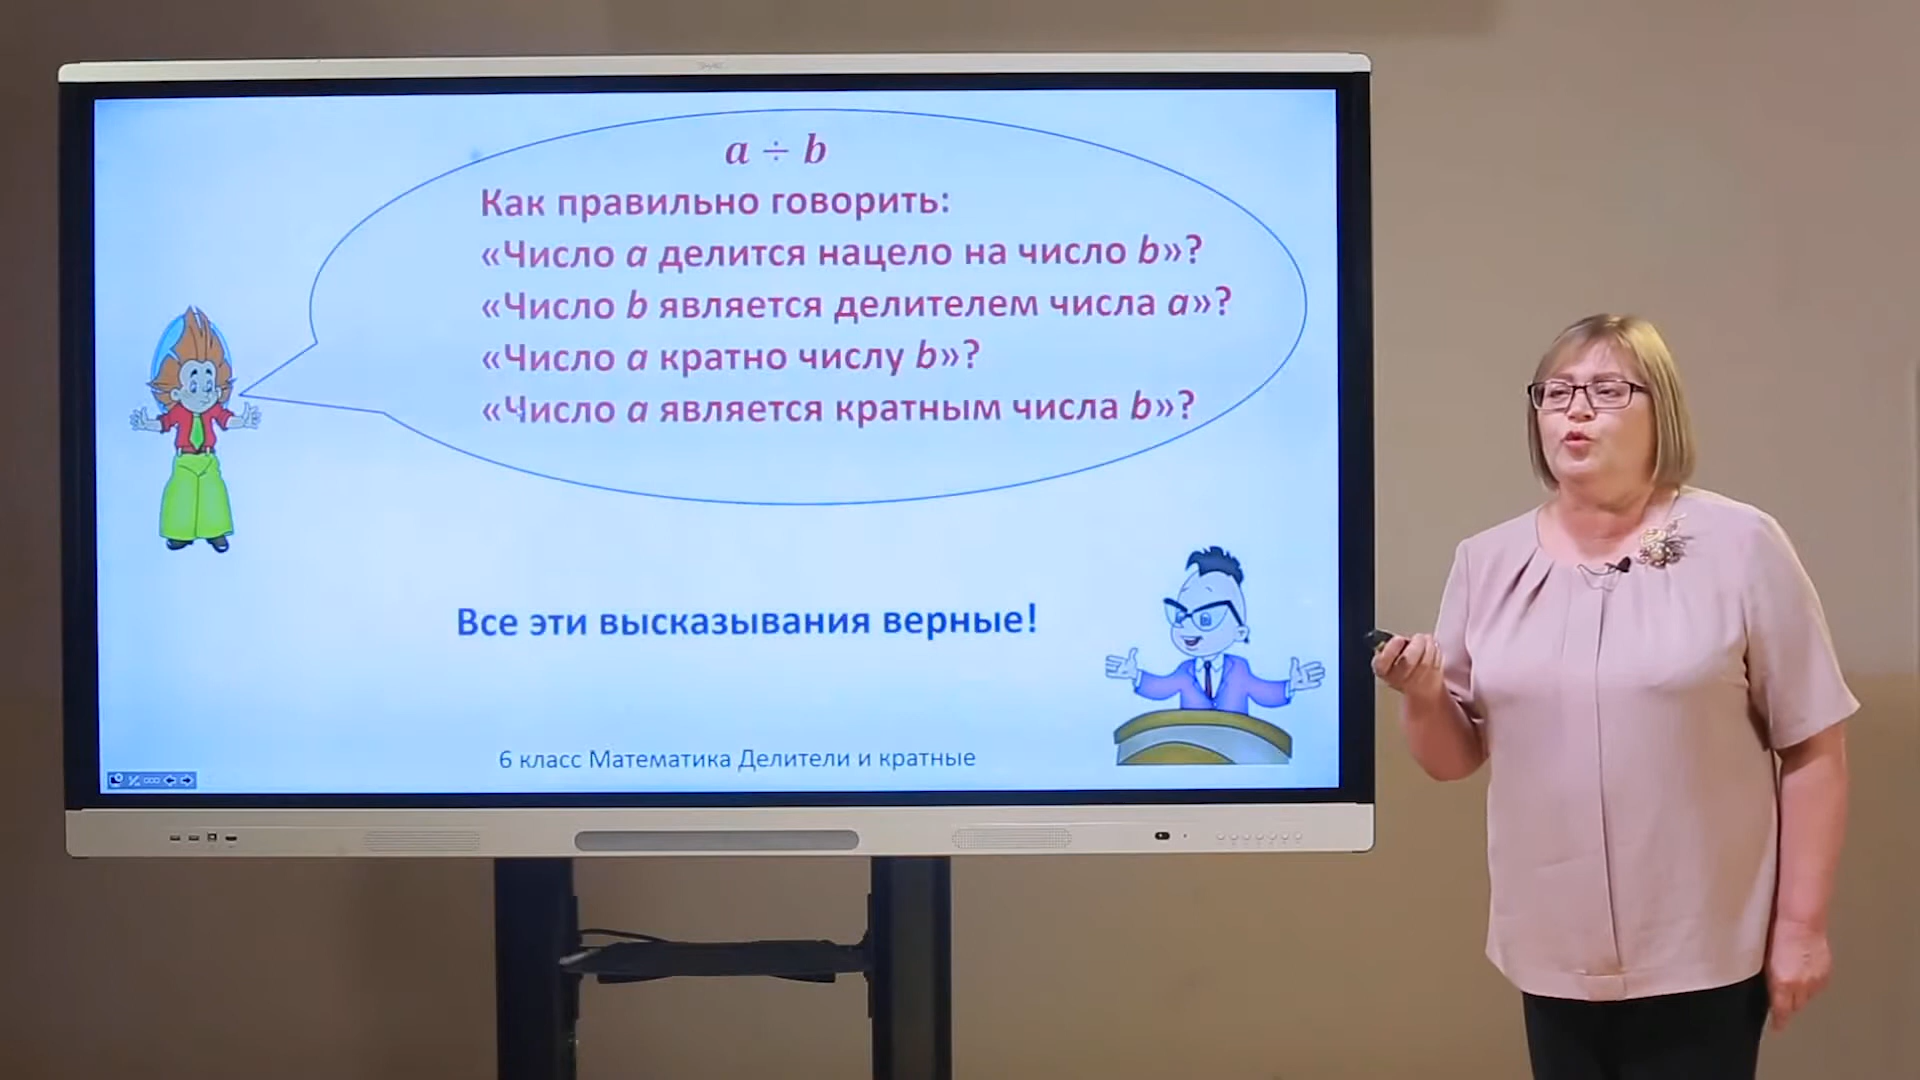 a ÷ b
Как правильно говорить:
«Число a делится нацело на число b»?
«Число b является делителем числа a»?
«Число a кратно числу b»?
«Число a является кратным числа b»?
Все эти высказывания верные!
6 класс Математика Делители и кратные